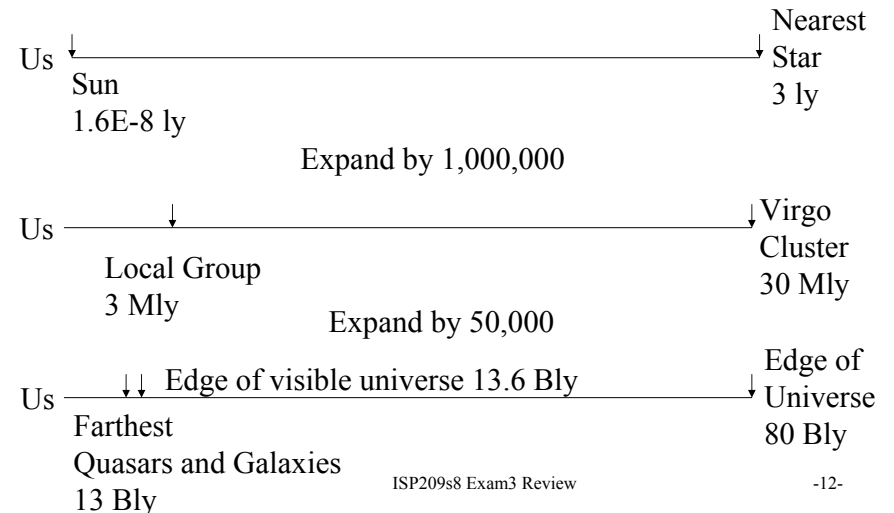 Us
Sun
1.6E-8 ly
Nearest
Star
3 ly
Expand by 1,000,000
Us
Local Group
3 Mly
Virgo
Cluster
30 Mly
Expand by 50,000
Us
Edge of visible universe 13.6 Bly
Edge of
Universe
80 Bly
Farthest
Quasars and Galaxies
13 Bly
ISP209s8 Exam3 Review
-12-